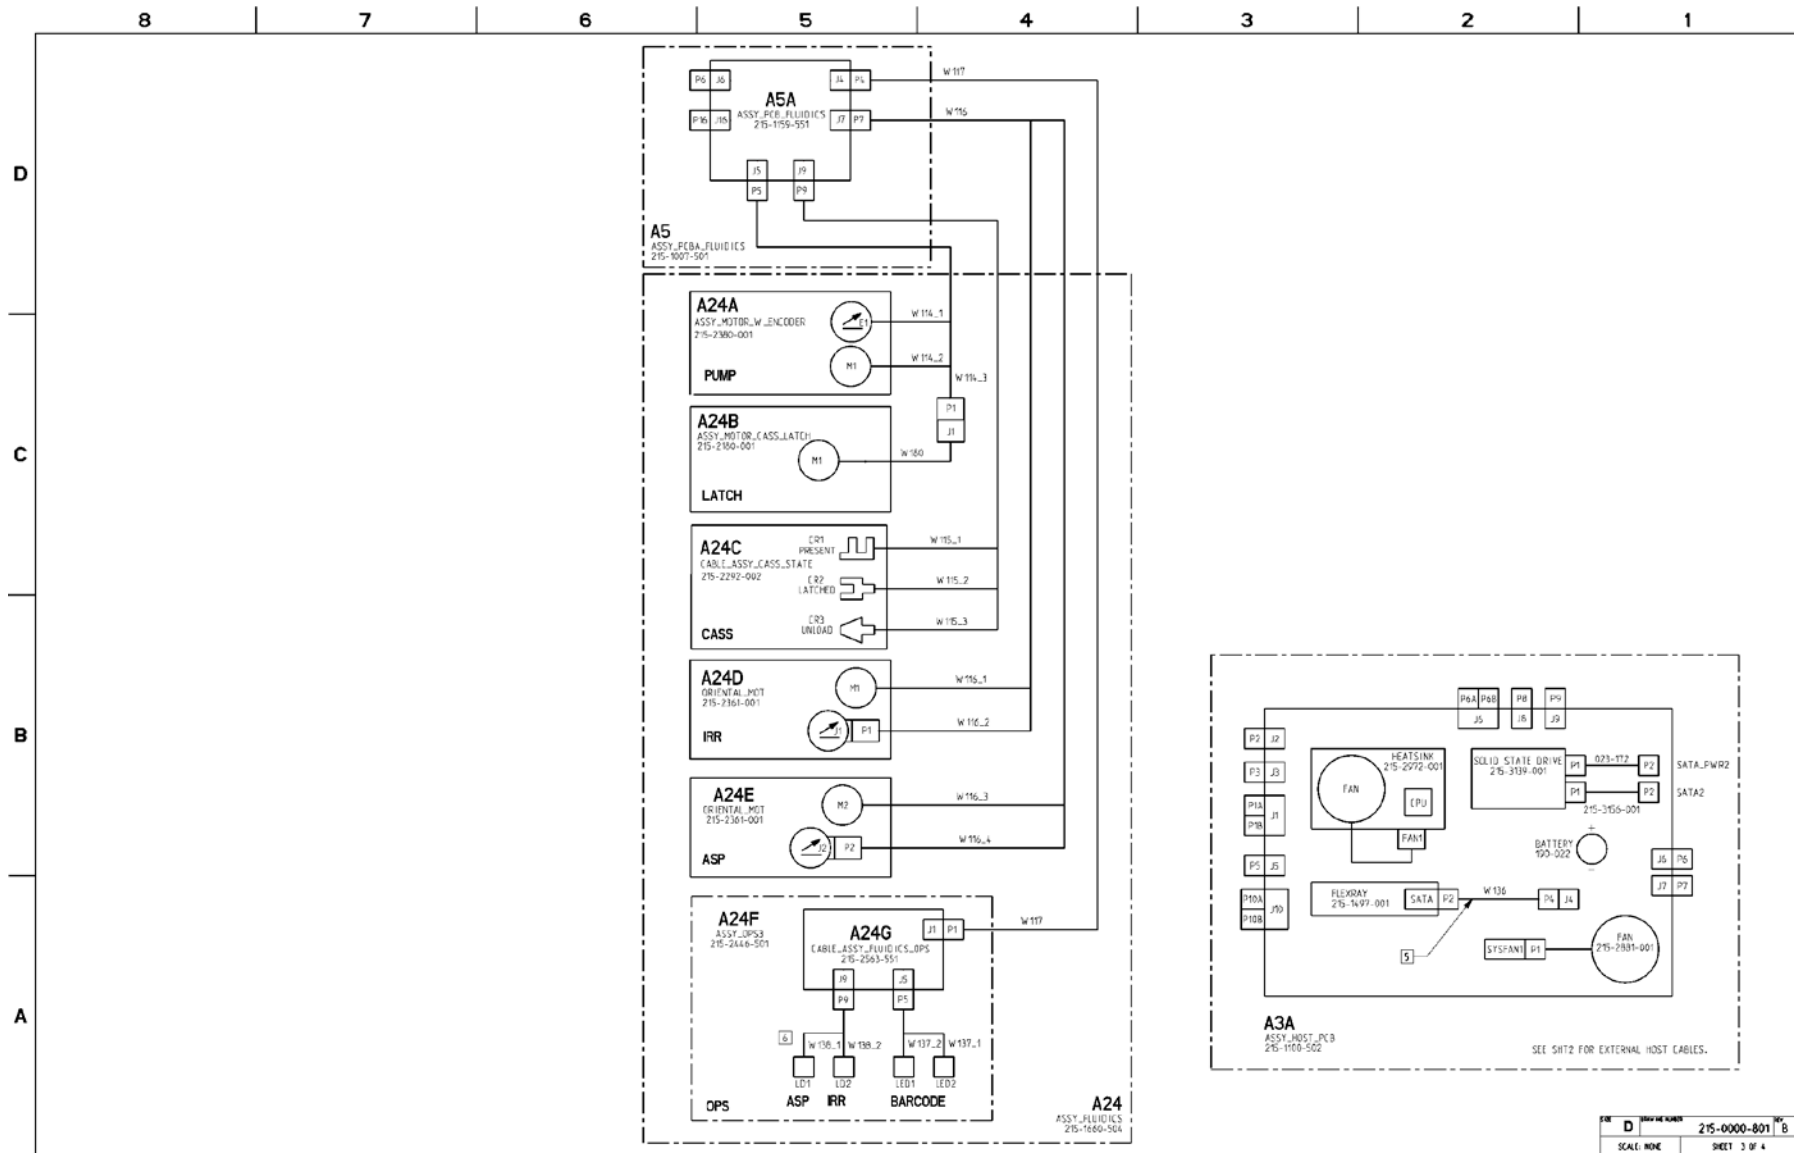 8 7 6 5 4 3 2 1
D
C
B
A
P6 J6
P16 J16
J4 P4
J7 P7
W117
W116
A5A
ASSY_PCB_FLUIDICS
215-1159-551
J5 J9
P5 P9
A5
ASSY_PCBA_FLUIDICS
215-1007-501
A24A
ASSY_MOTOR_W_ENCODER
215-2380-001
E1
M1
PUMP
W114_1
W114_2
W114_3
P1
J1
A24B
ASSY_MOTOR_CASS_LATCH
215-2180-001
M1
LATCH
W180
A24C
CABLE_ASSY_CASS_STATE
215-2292-002
CR1
PRESENT
CR2
LATCHED
CR3
UNLOAD
CASS
W115_1
W115_2
W115_3
A24D
ORIENTAL_MOT
215-2361-001
M1
J1 P1
IRR
W116_1
W116_2
A24E
ORIENTAL_MOT
215-2361-001
M2
J2 P2
ASP
W116_3
W116_4
A24F
ASSY_OPS3
215-2446-501
A24G
CABLE_ASSY_FLUIDICS_OPS
215-2563-551
J1 P1
W117
J9 J5
P9 P5
6
W138_1 W138_2 W137_2 W137_1
LD1 LD2 LED1 LED2
OPS ASP IRR BARCODE
A24
ASSY_FLUIDICS
215-1660-504
P6A P6B P8 P9
J8 J9
P2 J2
P3 J3
P1A
P1B
J1
P5 J5
P10A
P10B
J10
HEATSINK
215-2972-001
FAN
CPU
FAN1
SOLID STATE DRIVE
215-3139-001
P1 023-172 P2 SATA_PWR2
P1 P2 SATA2
215-3156-001
BATTERY
190-022
+
-
J6 P6
J7 P7
FLEXRAY
215-1497-001
SATA P2 W136 P4 J4
5
SYSFAN1 P1
FAN
215-2881-001
A3A
ASSY_HOST_PCB
215-1100-502
SEE SHT2 FOR EXTERNAL HOST CABLES.
SIZE D DRAWING NUMBER 215-0000-801 REV B
SCALE: NONE SHEET 3 OF 4